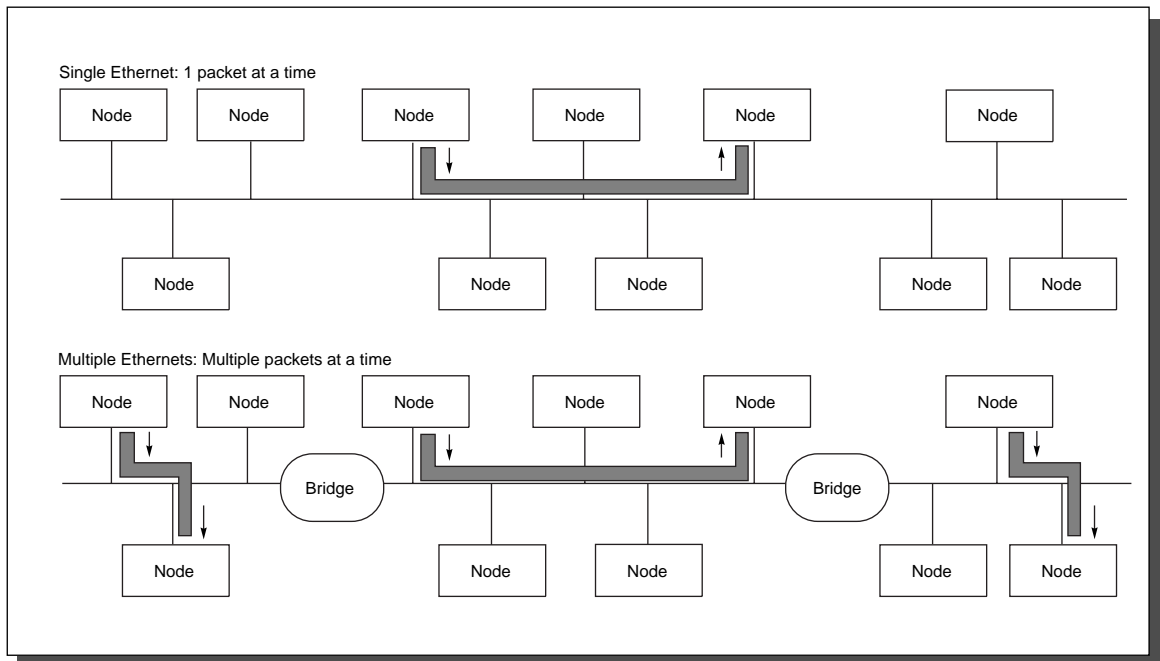 Single Ethernet: 1 packet at a time
Node
Node
Node
Node
Node
Node
Node
Node
Node
Node
Node
Multiple Ethernets: Multiple packets at a time
Node
Node
Node
Node
Node
Node
Bridge
Bridge
Node
Node
Node
Node
Node